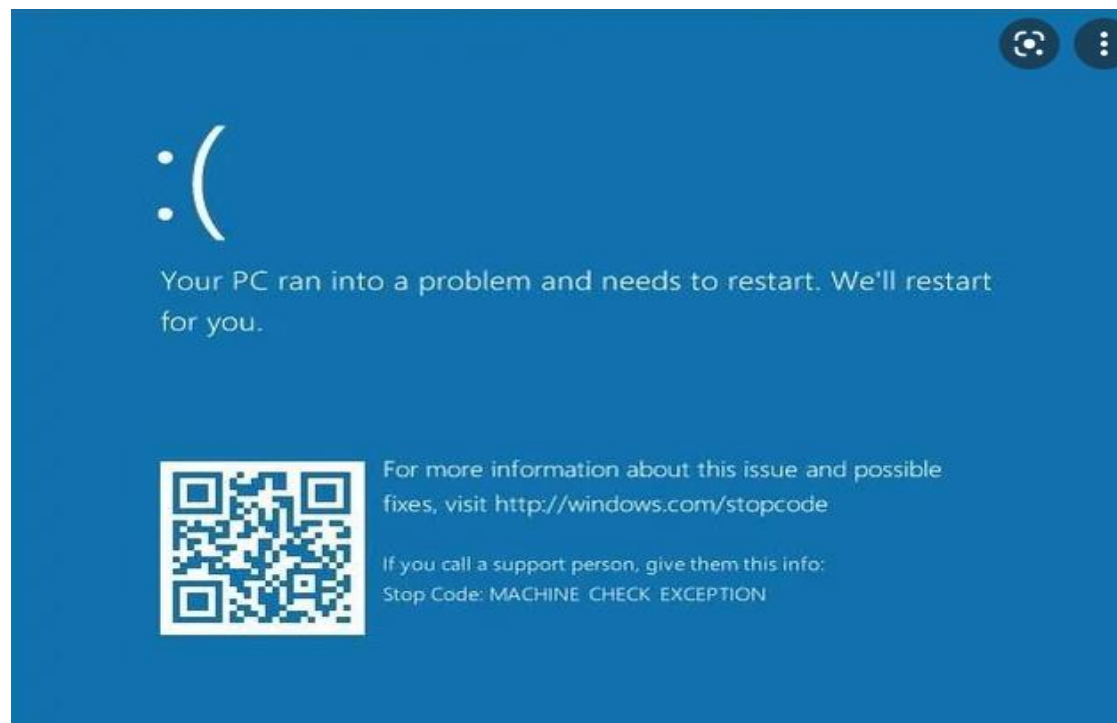 :(
Your PC ran into a problem and needs to restart. We'll restart
for you.
For more information about this issue and possible
fixes, visit http://windows.com/stopcode
If you call a support person, give them this info:
Stop Code: MACHINE CHECK EXCEPTION